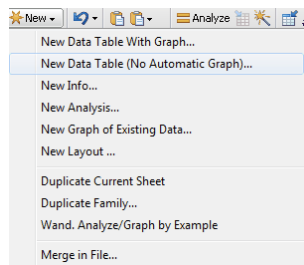 New Analyze
New Data Table With Graph...
New Data Table (No Automatic Graph)...
New Info...
New Analysis...
New Graph of Existing Data...
New Layout ...
Duplicate Current Sheet
Duplicate Family...
Wand. Analyze/Graph by Example
Merge in File...